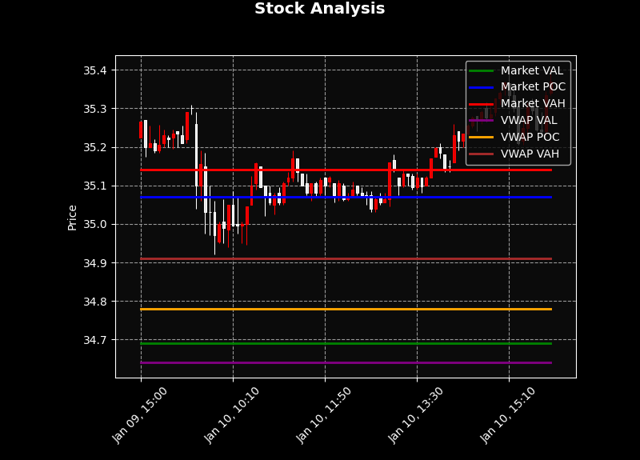 Stock Analysis
Market VAL
Market POC
Market VAH
VWAP VAL
VWAP POC
VWAP VAH
Price
35.4
35.3
35.2
35.1
35.0
34.9
34.8
34.7
Jan 09, 15:00
Jan 10, 10:10
Jan 10, 11:50
Jan 10, 13:30
Jan 10, 15:10